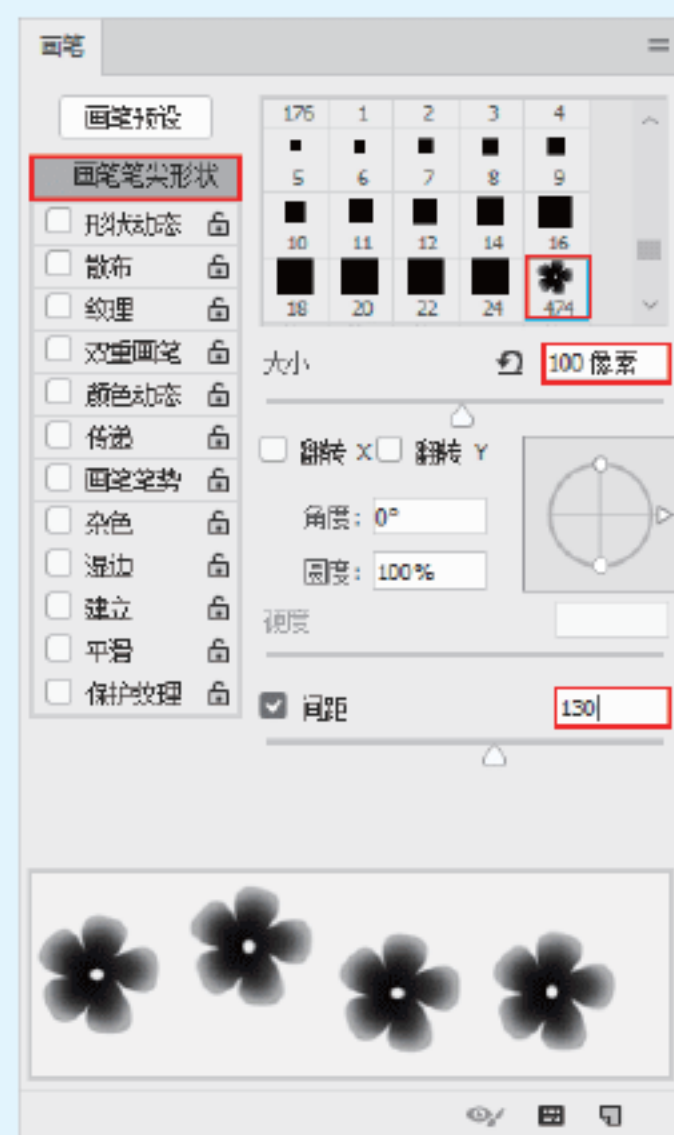 画笔
画笔预设
画笔笔尖形状
形状动态
散布
纹理
双重画笔
颜色动态
传递
画笔笔势
杂色
湿边
建立
平滑
保护纹理
176 1 2 3 4
5 6 7 8 9
10 11 12 14 16
18 20 22 24 474
大小 100 像素
翻转 X 翻转 Y
角度: 0°
圆度: 100%
硬度
间距 130